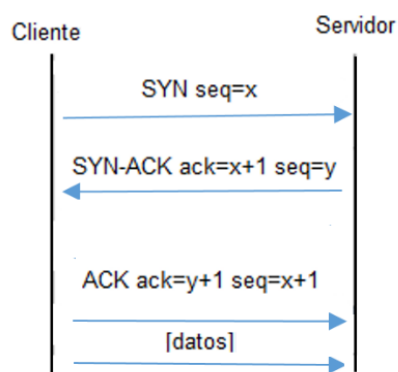 Cliente
Servidor
SYN seq=x
SYN-ACK ack=x+1 seq=y
ACK ack=y+1 seq=x+1
[datos]